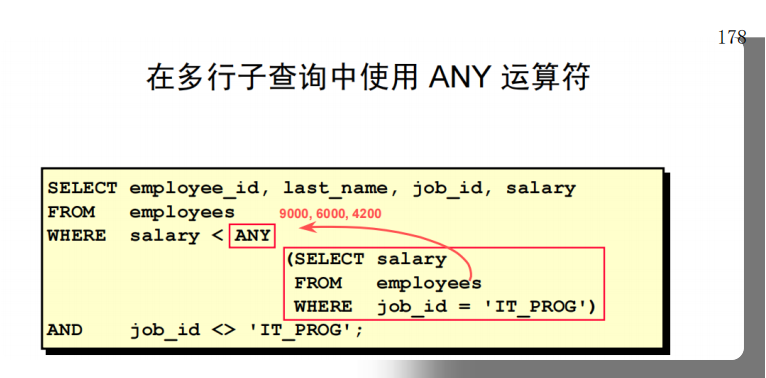 178
在多行子查询中使用 ANY 运算符
SELECT employee_id, last_name, job_id, salary
FROM employees 9000, 6000, 4200
WHERE salary < ANY
(SELECT salary
FROM employees
WHERE job_id = 'IT_PROG')
AND job_id <> 'IT_PROG';